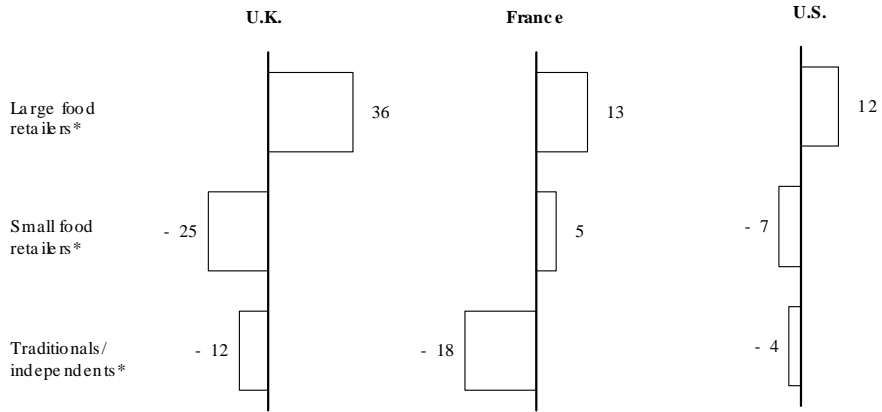 U.K.
France
U.S.
Large food
retailers*
36
13
12
Small food
retailers*
- 25
5
- 7
Traditionals/
independents*
- 12
- 18
- 4